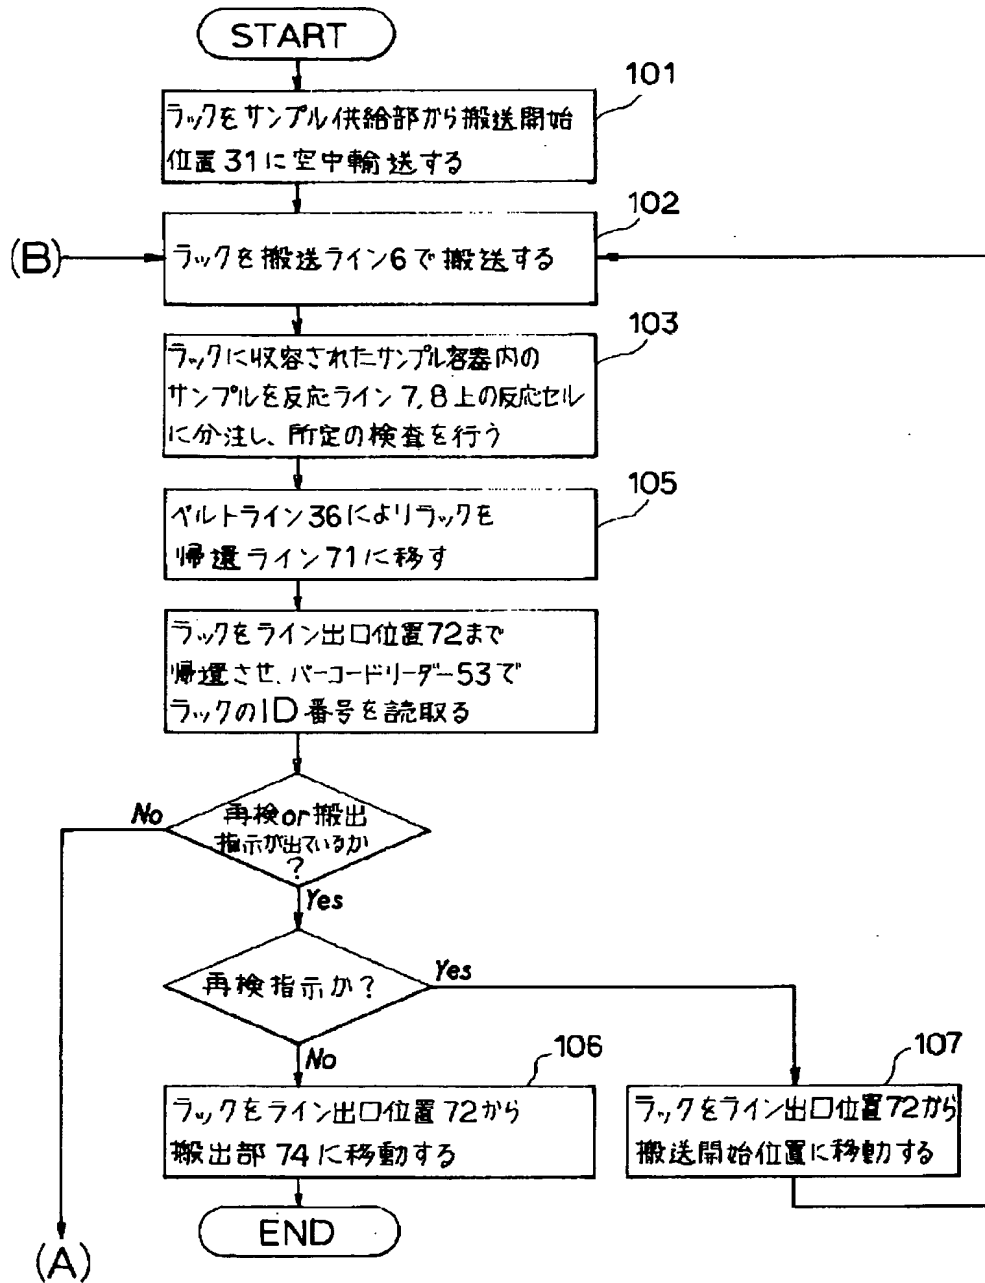 START
101
ラックをサンプル供給部から搬送開始
位置31に空中輸送する
102
(B)
ラックを搬送ライン6で搬送する
103
ラックに収容されたサンプル容器内の
サンプルを反応ライン7,8上の反応セル
に分注し、所定の検査を行う
105
ベルトライン36によりラックを
帰還ライン71に移す
ラックをライン出口位置72まで
帰還させ、バーコードリーダー53で
ラックのID番号を読取る
No
再検or搬出
指示が出ているか
?
Yes
再検指示か?
Yes
No
106
107
ラックをライン出口位置72から
搬出部74に移動する
ラックをライン出口位置72から
搬送開始位置に移動する
END
(A)